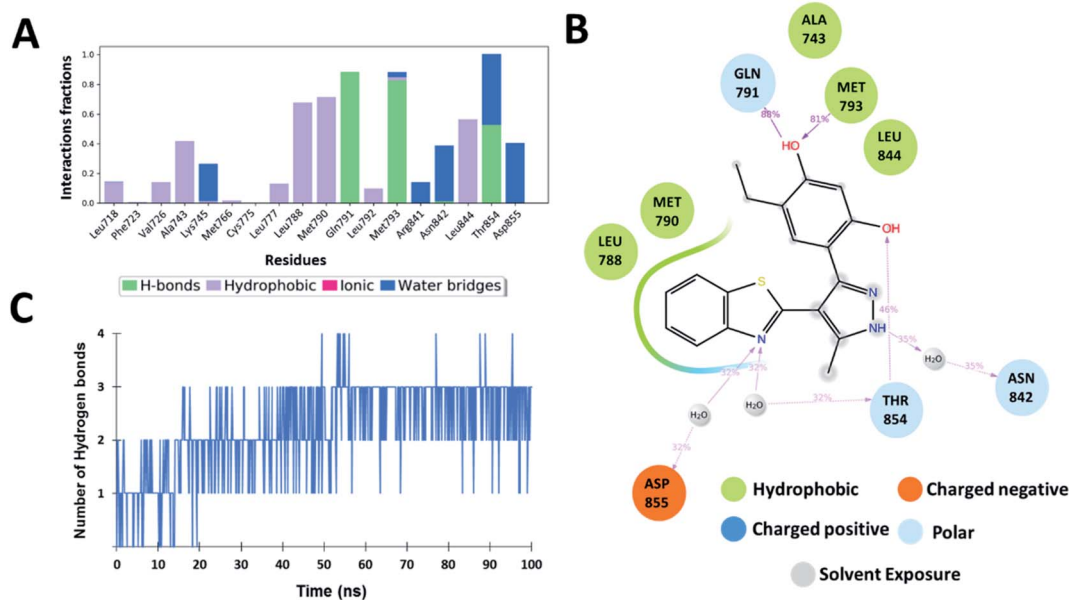 A
Interactions fractions
1.0
0.8
0.6
0.4
0.2
0.0
Leu718
Phe723
Val726
Ala743
Lys745
Met766
Cys775
Leu777
Leu788
Met790
Gln791
Leu792
Met793
Arg841
Asn842
Leu844
Thr854
Asp855
Residues
H-bonds Hydrophobic Ionic Water bridges
C
Number of Hydrogen bonds
4
3
2
1
0 10 20 30 40 50 60 70 80 90 100
Time (ns)
B
ALA
743
GLN
791
MET
793
LEU
844
81%
HO
MET
790
LEU
788
OH
S
N
N
NH
46%
35%
H₂O
35%
ASN
842
32%
32%
H₂O
H₂O
32%
THR
854
32%
ASP
855
Hydrophobic
Charged negative
Charged positive
Polar
Solvent Exposure